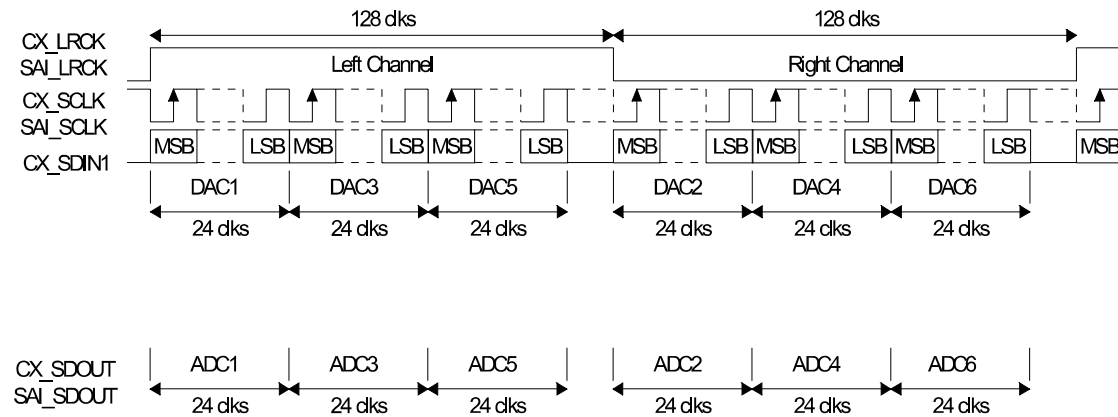 128 clks 128 clks
CX_LRCK
SAI_LRCK
Left Channel Right Channel
CX_SCLK
SAI_SCLK
MSB LSB MSB LSB MSB LSB MSB LSB MSB LSB MSB LSB MSB
CX_SDIN1
DAC1 DAC3 DAC5 DAC2 DAC4 DAC6
24 clks 24 clks 24 clks 24 clks 24 clks 24 clks
CX_SDOUT
SAI_SDOUT
ADC1 ADC3 ADC5 ADC2 ADC4 ADC6
24 clks 24 clks 24 clks 24 clks 24 clks 24 clks